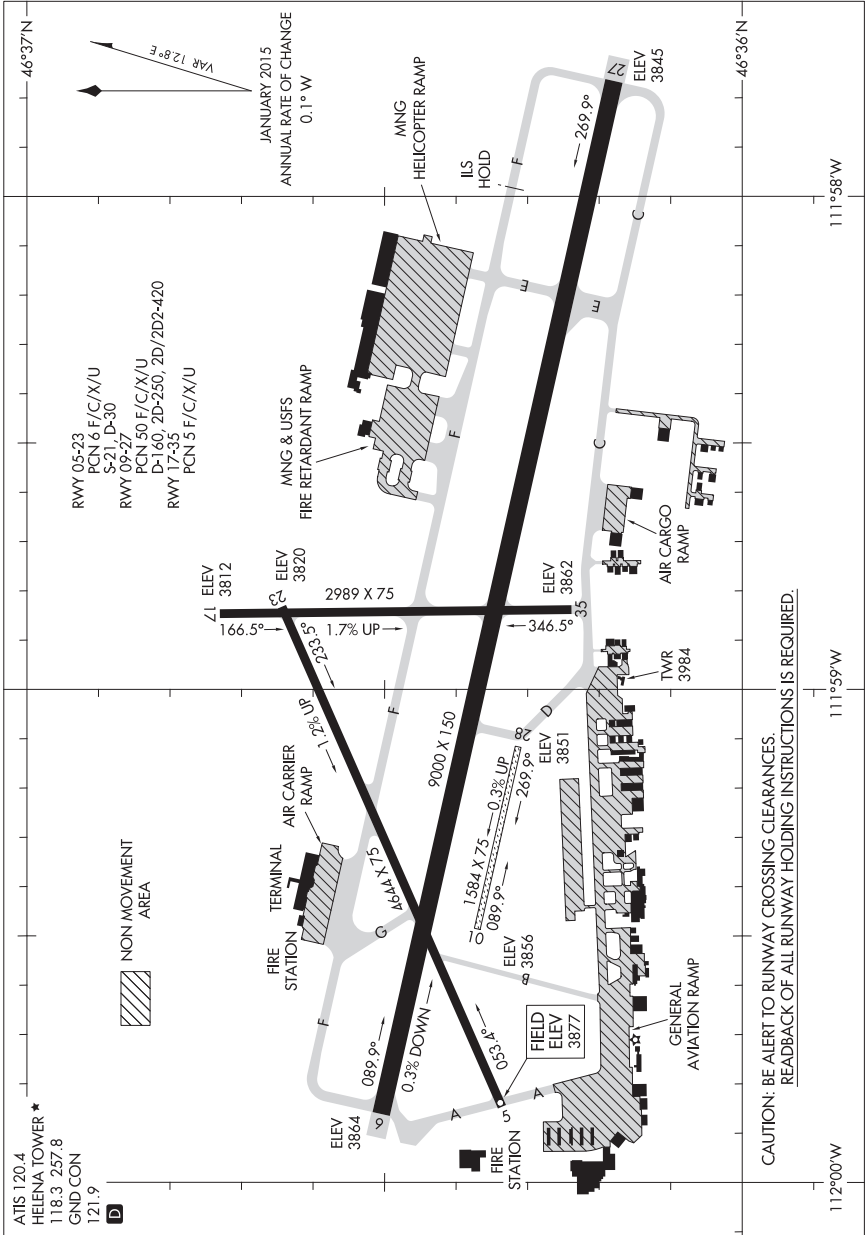 ATIS 120.4
HELENA TOWER ★
118.3 257.8
GND CON
121.9
D
NON MOVEMENT
AREA
RWY 05-23
PCN 6 F/C/X/U
S-21, D-30
RWY 09-27
PCN 50 F/C/X/U
D-160, 2D-250, 2D/2D2-420
RWY 17-35
PCN 5 F/C/X/U
JANUARY 2015
ANNUAL RATE OF CHANGE
0.1° W
VAR 12.8° E
46°37'N
46°36'N
112°00'W
111°59'W
111°58'W
FIRE
STATION
TERMINAL
AIR CARRIER
RAMP
MNG & USFS
FIRE RETARDANT RAMP
MNG
HELICOPTER RAMP
ILS
HOLD
17
ELEV
3812
23
ELEV
3820
166.5°
233.5°
2989 X 75
1.7% UP
346.5°
1.2% UP
4644 X 75
ELEV
3862
35
ELEV
3864
9
089.9°
0.3% DOWN
9000 X 150
269.9°
27
ELEV
3845
053.4°
5
FIELD
ELEV
3877
10
ELEV
3856
1584 X 75
0.3% UP
089.9°
269.9°
28
ELEV
3851
F
F
F
F
G
A
A
B
D
C
C
E
E
FIRE
STATION
GENERAL
AVIATION RAMP
TWR
3984
AIR CARGO
RAMP
CAUTION: BE ALERT TO RUNWAY CROSSING CLEARANCES.
READBACK OF ALL RUNWAY HOLDING INSTRUCTIONS IS REQUIRED.